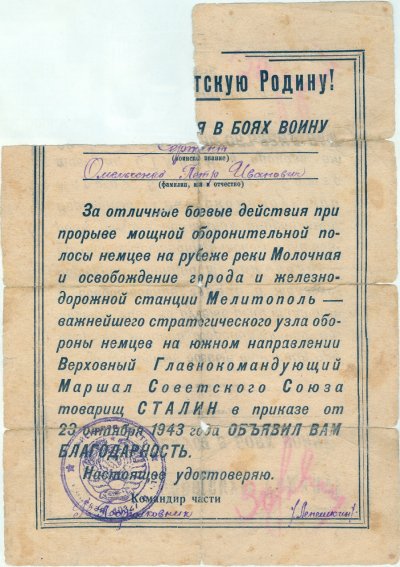 тскую Родину!
Я В БОЯХ ВОИНУ
Сержант
(воинское звание)
Омельченко Петр Иванович
(фамилия, имя и отчество)
За отличные боевые действия при
прорыве мощной оборонительной по-
лосы немцев на рубеже реки Молочная
и освобождение города и железно-
дорожной станции Мелитополь —
важнейшего стратегического узла обо-
роны немцев на южном направлении
Верховный Главнокомандующий
Маршал Советского Союза
товарищ СТАЛИН в приказе от
23 октября 1943 года ОБЪЯВИЛ ВАМ
БЛАГОДАРНОСТЬ.
Настоящее удостоверяю.
Командир части
Подполковник